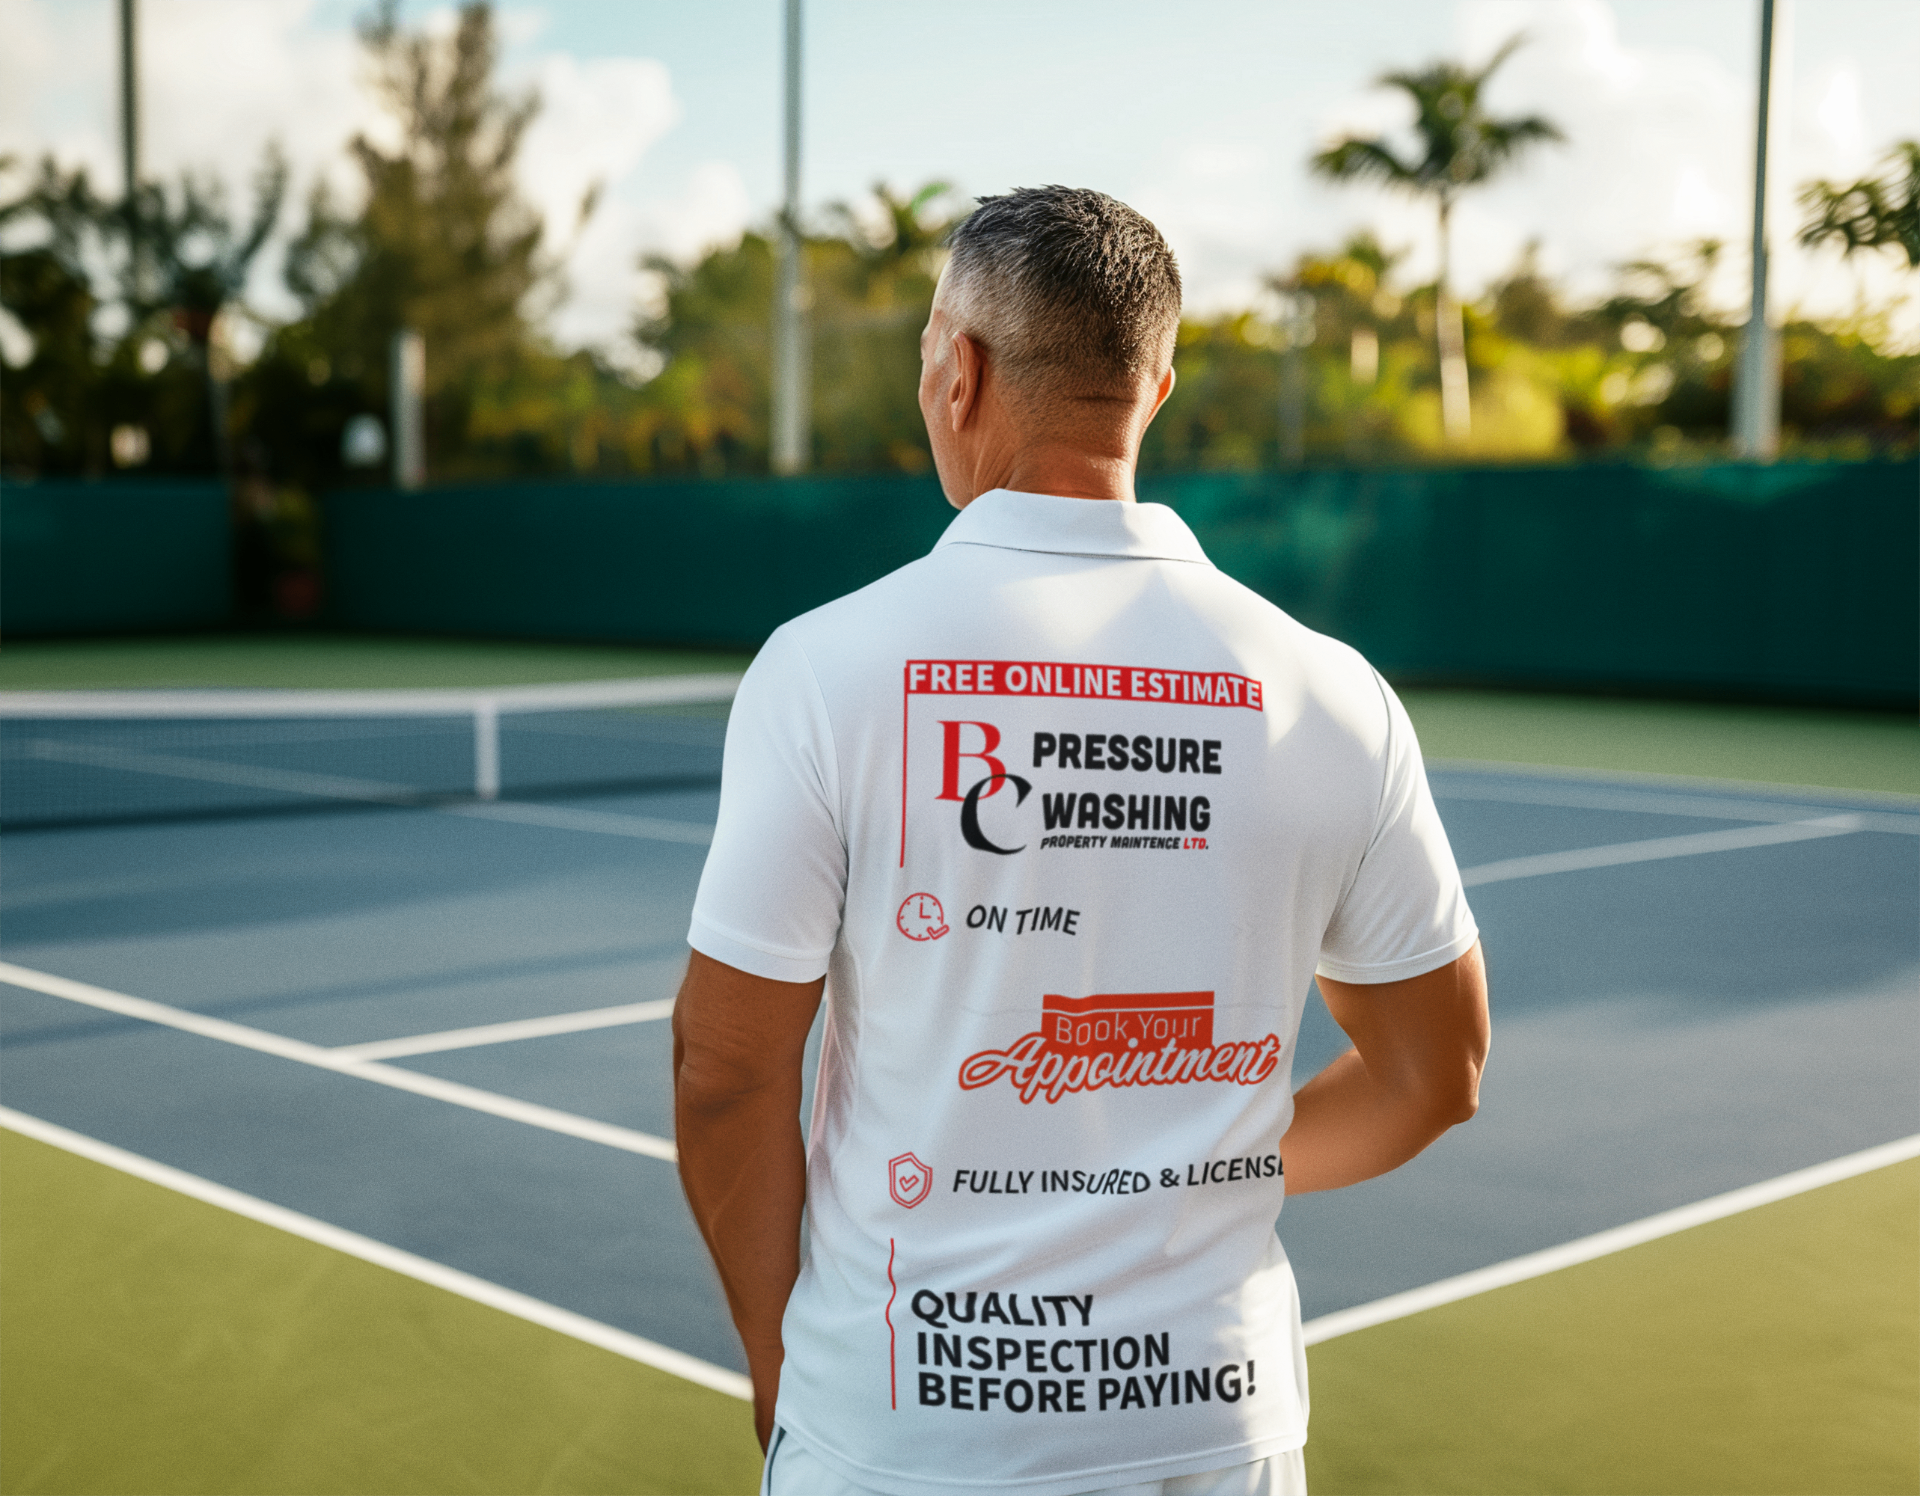 FREE ONLINE ESTIMATE
BC PRESSURE
WASHING
PROPERTY MAINTENCE LTD.
ON TIME
Book Your
Appointment
FULLY INSURED & LICENSE
QUALITY
INSPECTION
BEFORE PAYING!